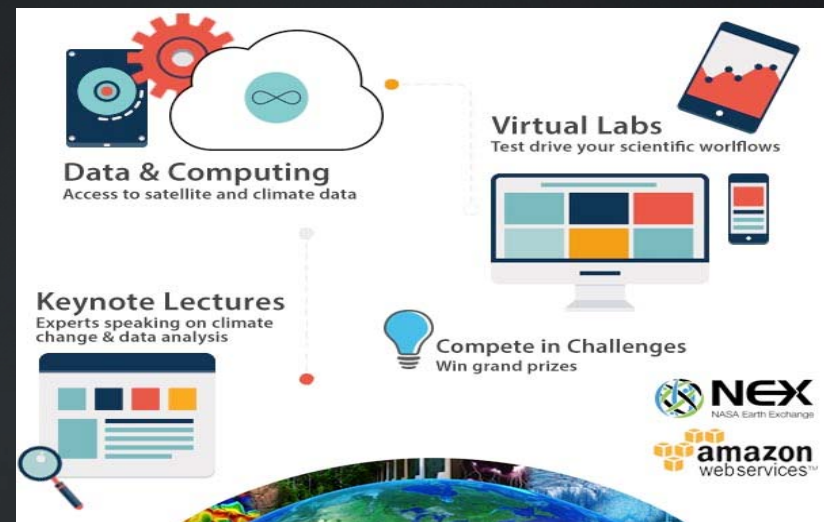 Data & Computing
Access to satellite and climate data
Virtual Labs
Test drive your scientific worlflows
Keynote Lectures
Experts speaking on climate
change & data analysis
Compete in Challenges
Win grand prizes
NEX
NASA Earth Exchange
amazon
webservices™